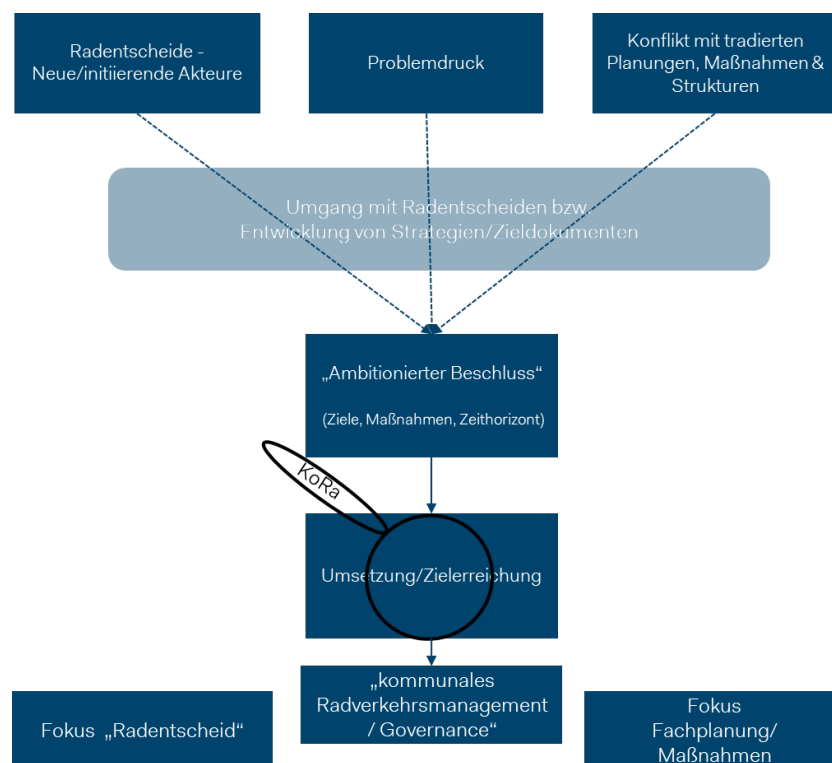 Radentscheide -
Neue/initiierende Akteure
Problemdruck
Konflikt mit tradierten
Planungen, Maßnahmen &
Strukturen
Umgang mit Radentscheiden bzw.
Entwicklung von Strategien/Zieldokumenten
„Ambitionierter Beschluss“
(Ziele, Maßnahmen, Zeithorizont)
KoRa
Umsetzung/Zielerreichung
„kommunales
Radverkehrsmanagement
/ Governance“
Fokus „Radentscheid“
Fokus
Fachplanung/
Maßnahmen